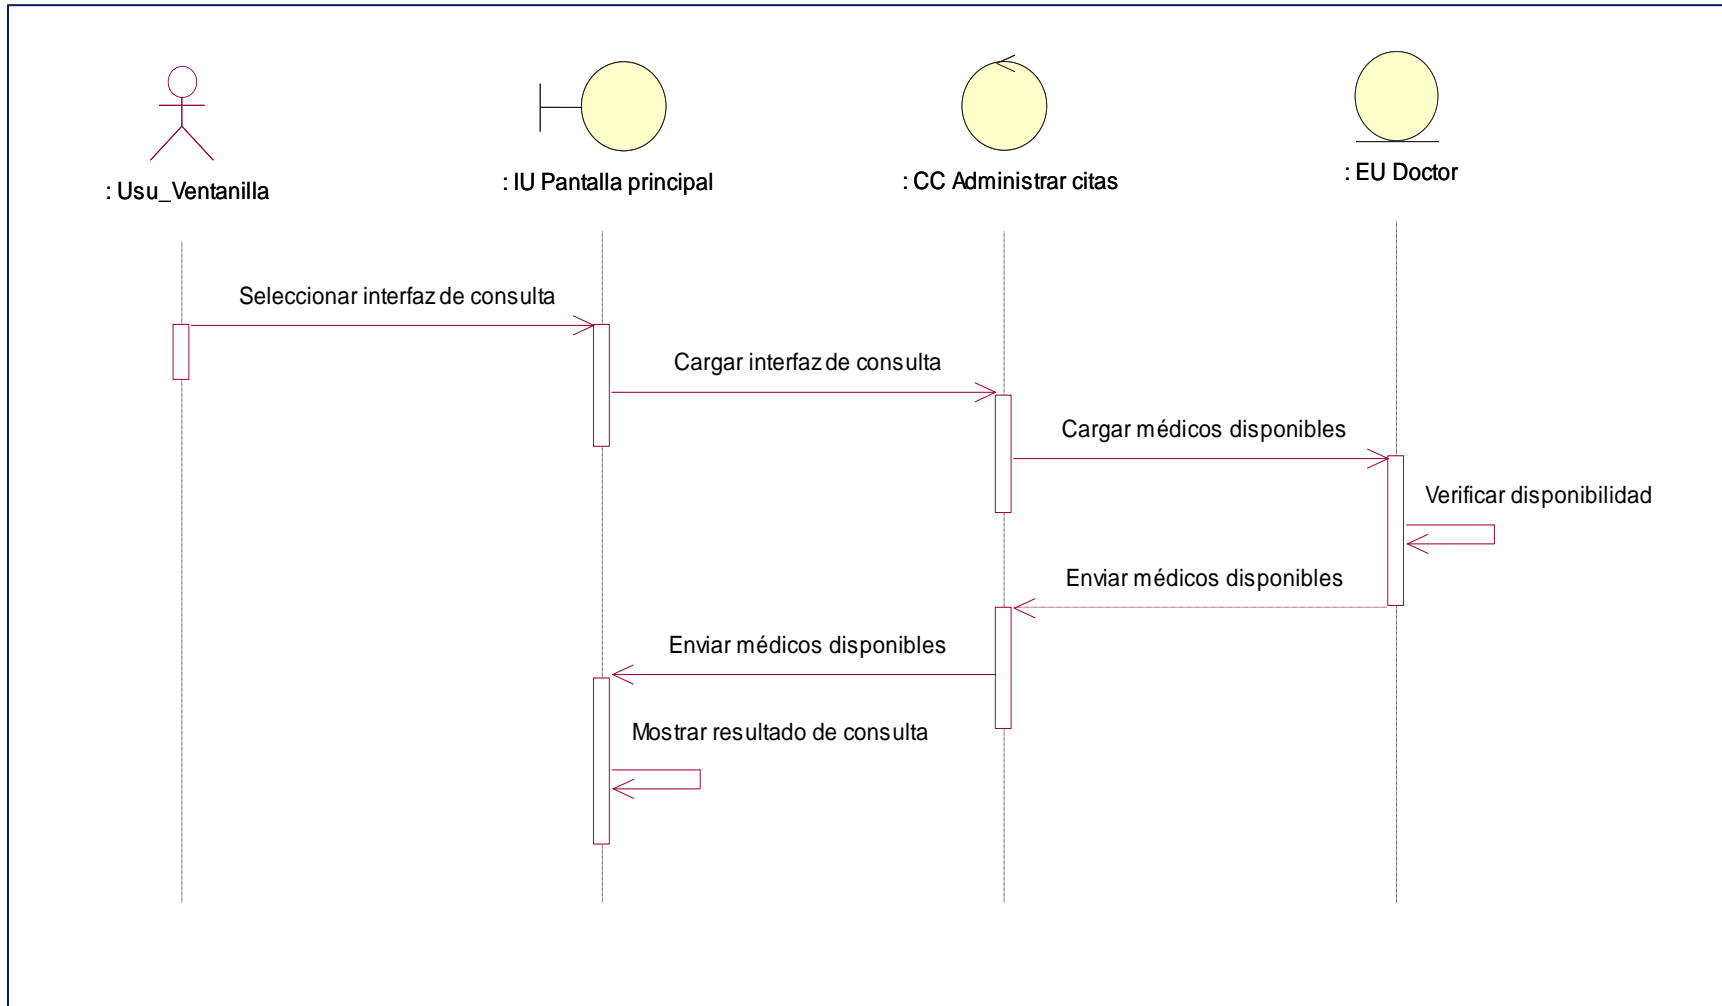 : Usu_Ventanilla
: IU Pantalla principal
: CC Administrar citas
: EU Doctor
Seleccionar interfaz de consulta
Cargar interfaz de consulta
Cargar médicos disponibles
Verificar disponibilidad
Enviar médicos disponibles
Enviar médicos disponibles
Mostrar resultado de consulta